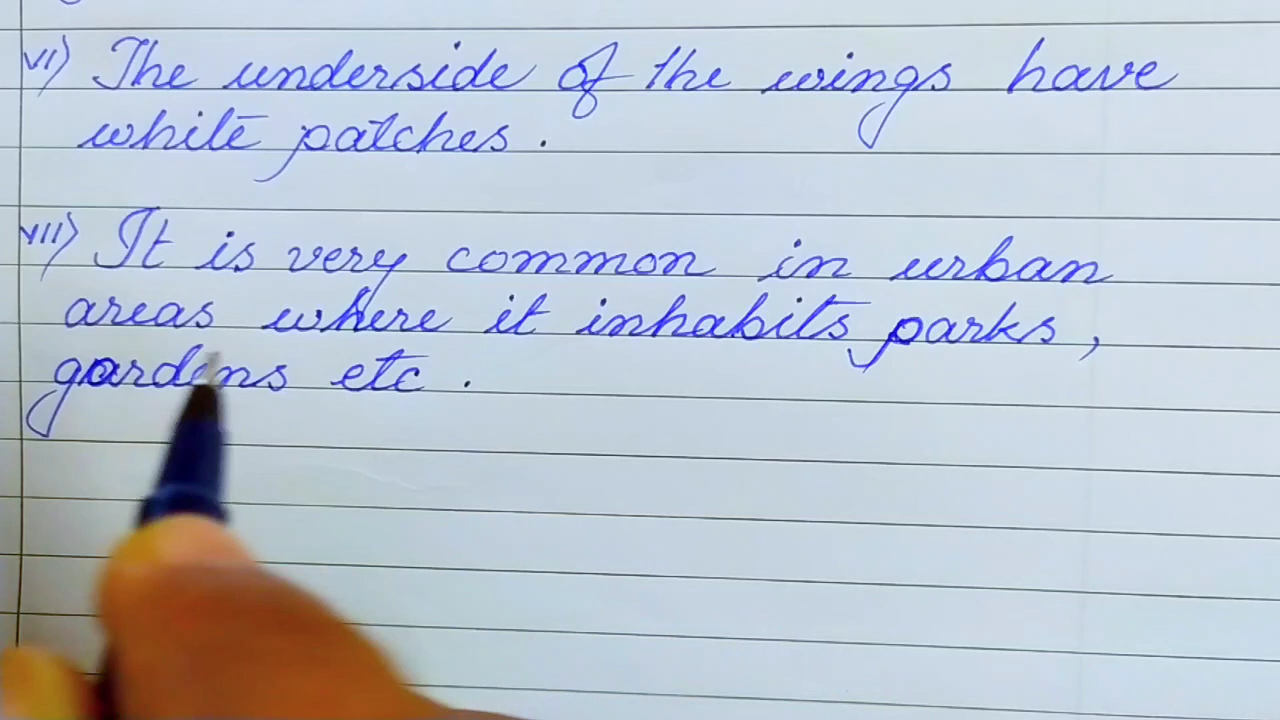 VI) The underside of the wings have
white patches.
VIII) It is very common in urban
areas where it inhabits parks,
gardens etc.